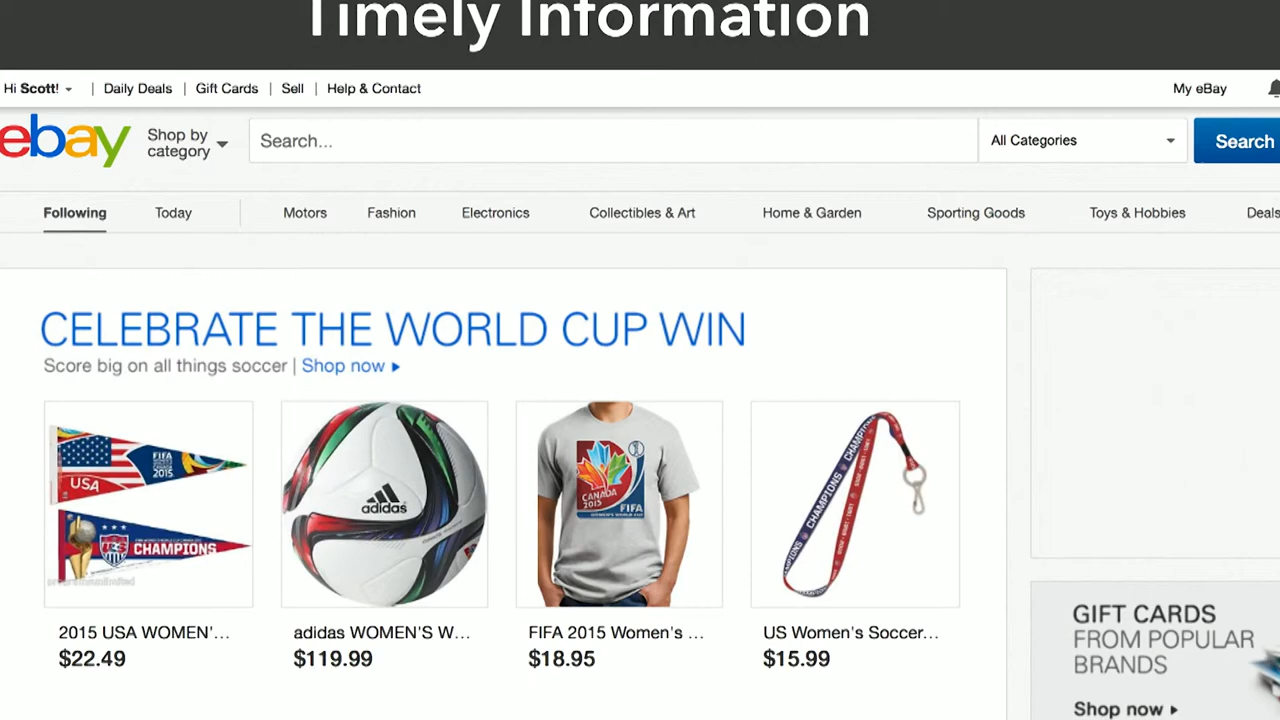 Timely Information
Hi Scott! | Daily Deals | Gift Cards | Sell | Help & Contact My eBay
ebay
Shop by
category
Search...
All Categories
Search
Following Today Motors Fashion Electronics Collectibles & Art Home & Garden Sporting Goods Toys & Hobbies Deals
CELEBRATE THE WORLD CUP WIN
Score big on all things soccer | Shop now
FIFA
CANADA
2015
USA
CHAMPIONS
adidas
CANADA
2015
FIFA
WOMEN'S WORLD CUP
CHAMPIONS
2015 USA WOMEN'...
$22.49
adidas WOMEN'S W...
$119.99
FIFA 2015 Women's ...
$18.95
US Women's Soccer...
$15.99
GIFT CARDS
FROM POPULAR
BRANDS
Shop now